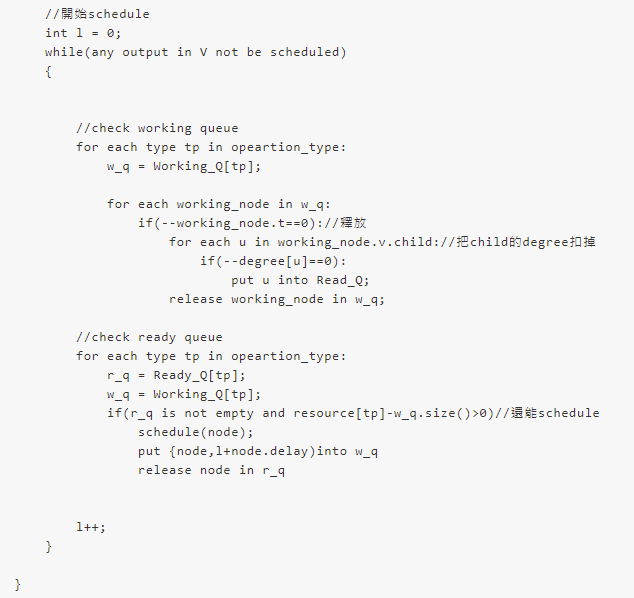 //開始schedule
int l = 0;
while(any output in V not be scheduled)
{
//check working queue
for each type tp in opeartion_type:
w_q = Working_Q[tp];
for each working_node in w_q:
if(--working_node.t==0)://釋放
for each u in working_node.v.child://把child的degree扣掉
if(--degree[u]==0):
put u into Read_Q;
release working_node in w_q;
//check ready queue
for each type tp in opeartion_type:
r_q = Ready_Q[tp];
w_q = Working_Q[tp];
if(r_q is not empty and resource[tp]-w_q.size()>0)//還能schedule
schedule(node);
put {node,l+node.delay)into w_q
release node in r_q
l++;
}
}